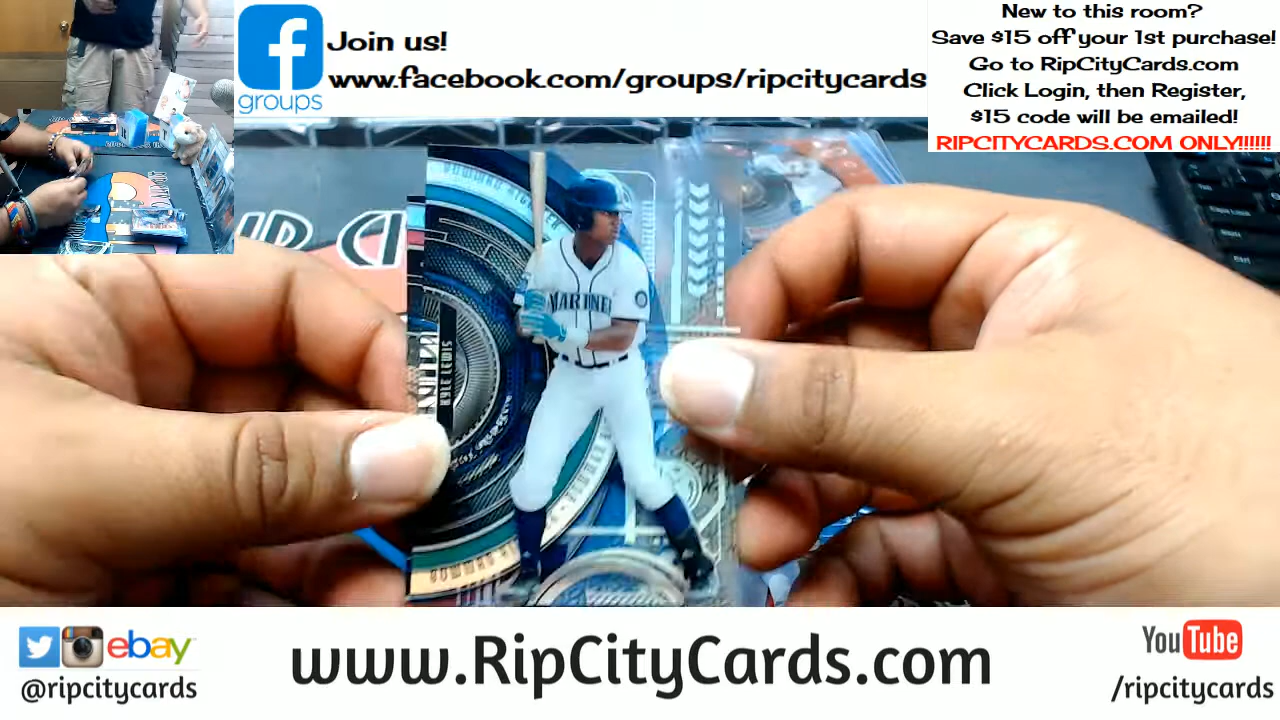 groups
Join us!
www.facebook.com/groups/ripcitycards
New to this room?
Save $15 off your 1st purchase!
Go to RipCityCards.com
Click Login, then Register,
$15 code will be emailed!
RIPCITYCARDS.COM ONLY!!!!!!
MARINE
KYLE LEWIS
ebay
@ripcitycards
www.RipCityCards.com
YouTube
/ripcitycards